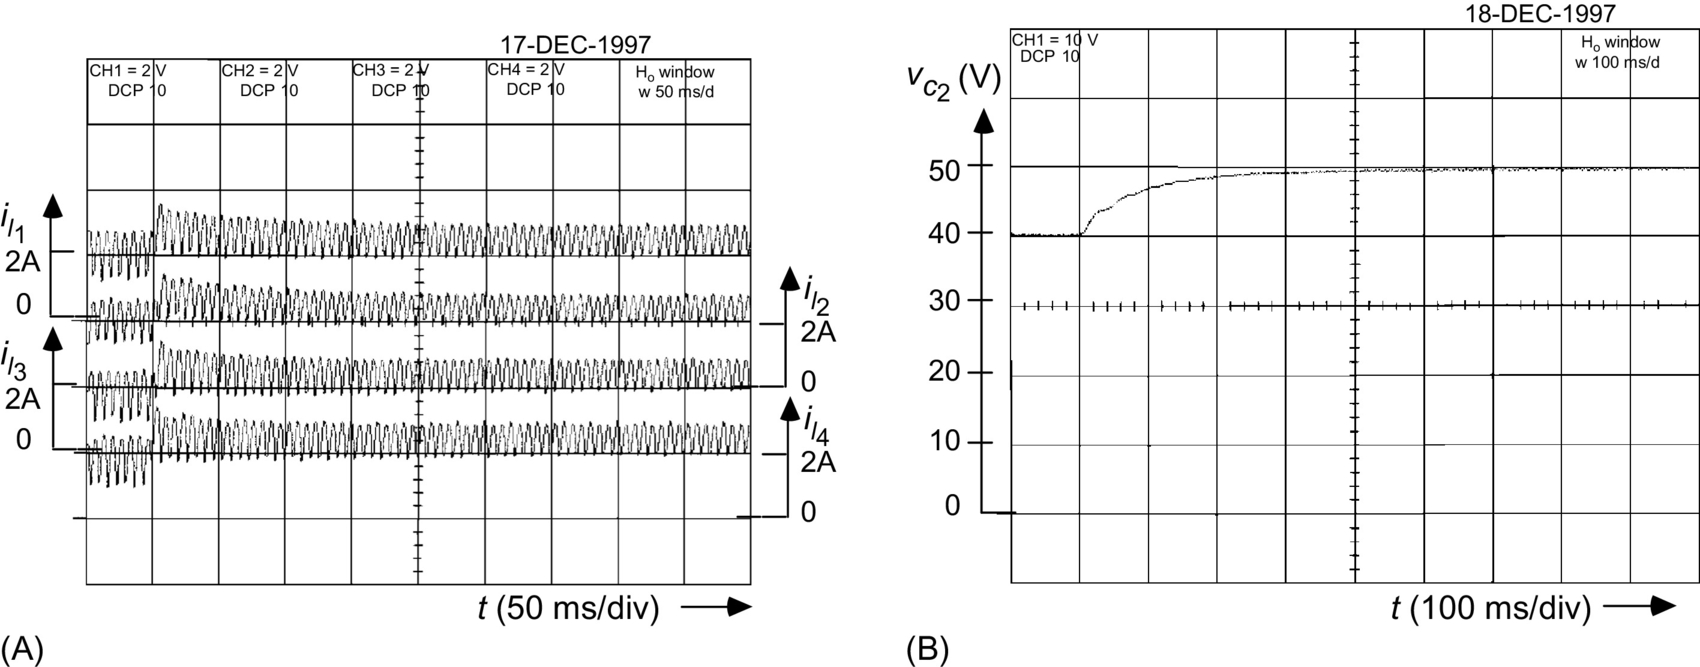 17-DEC-1997
CH1 = 2 V
DCP 10
CH2 = 2 V
DCP 10
CH3 = 2 V
DCP 10
CH4 = 2 V
DCP 10
Ho window
w 50 ms/d
il1
2A
0
il3
2A
0
il2
2A
0
il4
2A
0
t (50 ms/div)
(A)
18-DEC-1997
CH1 = 10 V
DCP 10
Ho window
w 100 ms/d
vc2 (V)
50
40
30
20
10
0
t (100 ms/div)
(B)